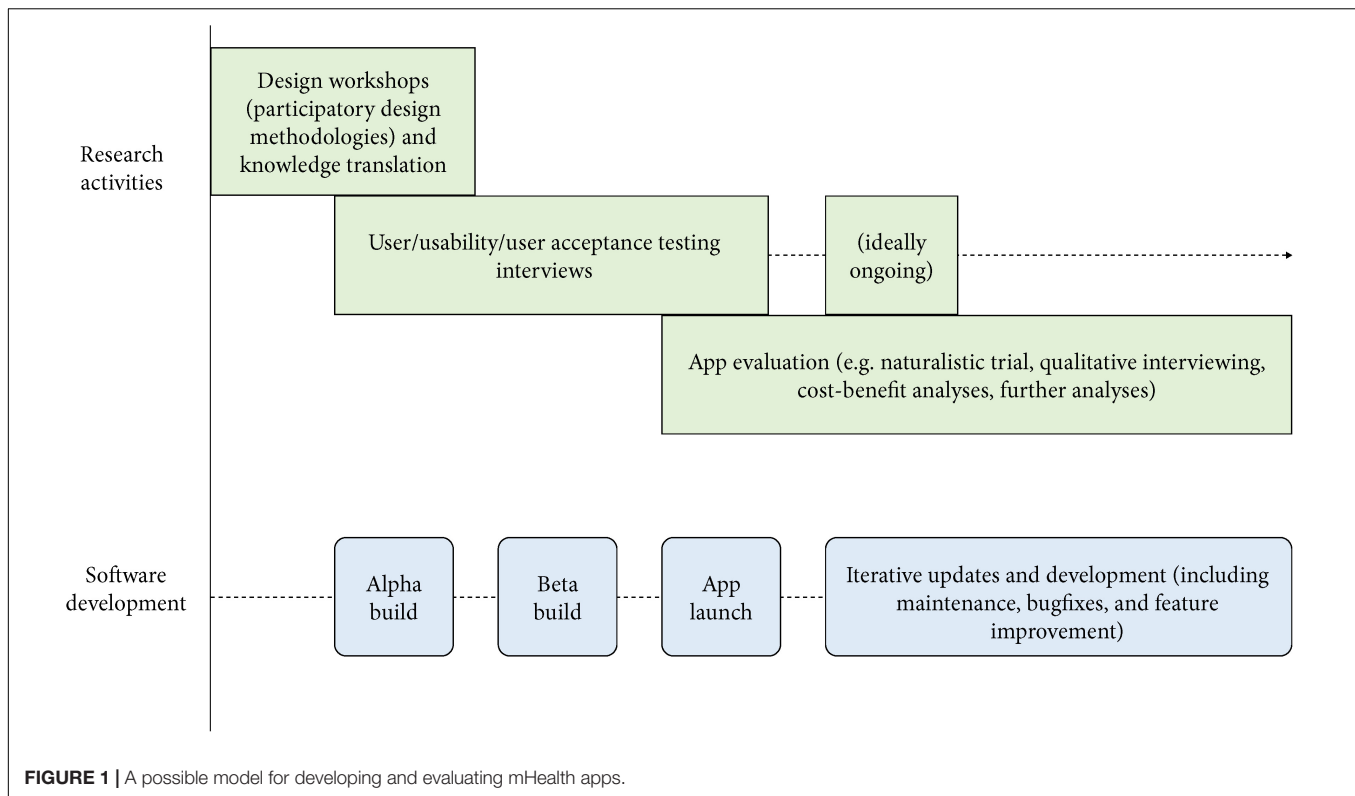 Design workshops
(participatory design
methodologies) and
knowledge translation
Research
activities
User/usability/user acceptance testing
interviews
(ideally
ongoing)
App evaluation (e.g. naturalistic trial, qualitative interviewing,
cost-benefit analyses, further analyses)
Software
development
Alpha
build
Beta
build
App
launch
Iterative updates and development (including
maintenance, bugfixes, and feature
improvement)
FIGURE 1 | A possible model for developing and evaluating mHealth apps.